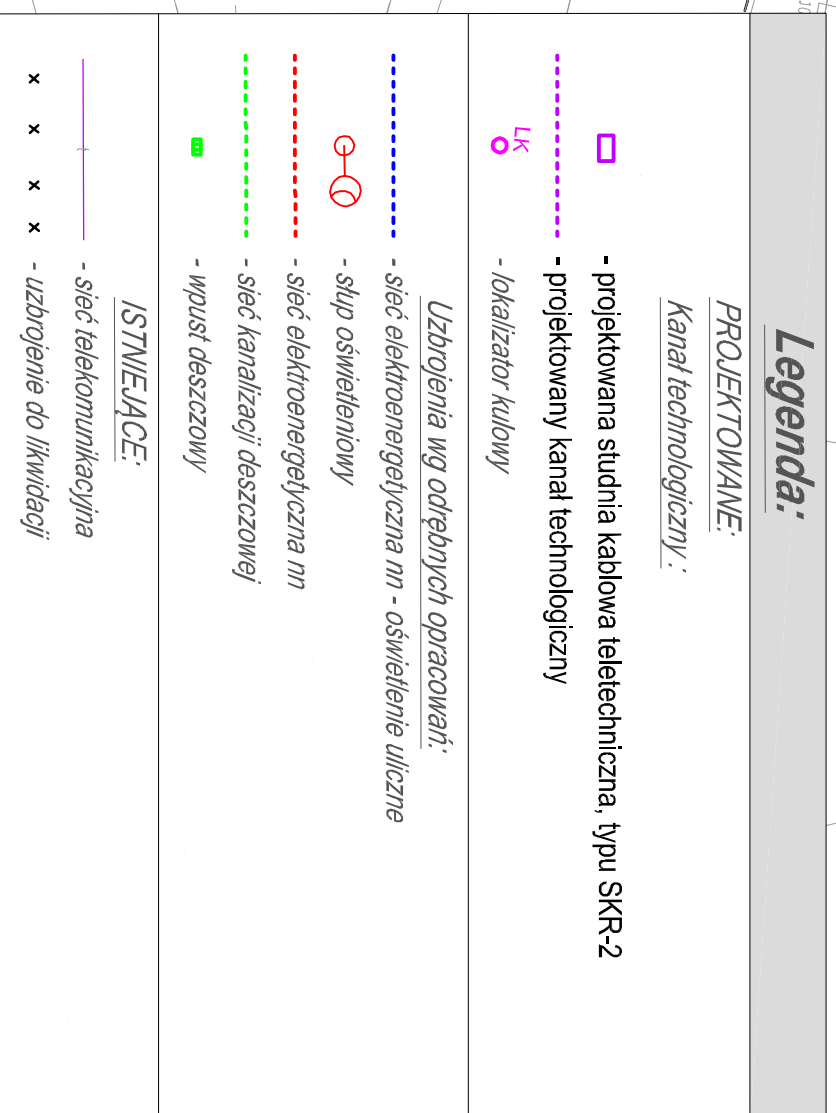 Legenda:
PROJEKTOWANE:
Kanał technologiczny :
- projektowana studnia kablowa teletechniczna, typu SKR-2
- projektowany kanał technologiczny
LK
- lokalizator kulowy
Uzbrojenia wg odrębnych opracowań:
- sieć elektroenergetyczna nn - oświetlenie uliczne
- słup oświetleniowy
- sieć elektroenergetyczna nn
- sieć kanalizacji deszczowej
- wpust deszczowy
ISTNIEJĄCE:
- sieć telekomunikacyjna
t
x x x x - uzbrojenie do likwidacji